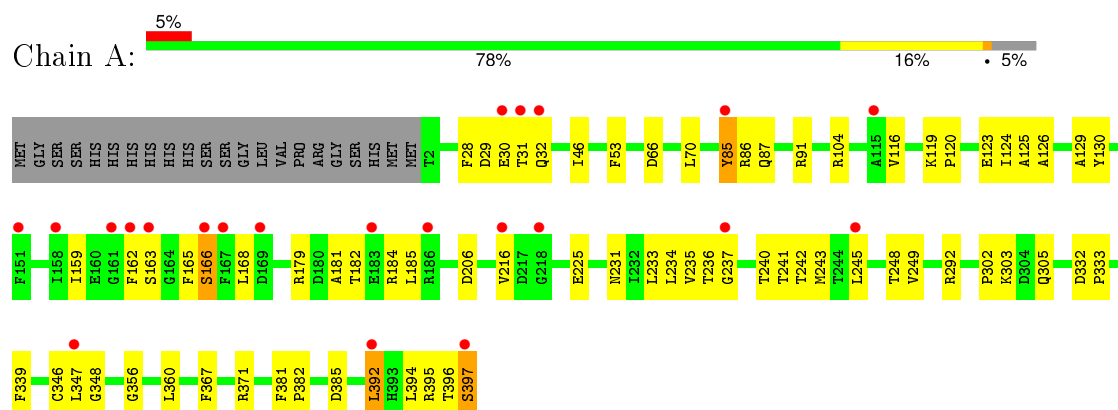 5%
Chain A:
78% 16% • 5%
MET GLY SER SER HIS HIS HIS HIS HIS HIS SER SER GLY LEU VAL PRO ARG GLY SER HIS MET MET T2 F28 D29 E30 T31 Q32 I46 F53 D66 L70 Y85 R86 Q87 R91 R104 A115 V116 K119 P120 E123 I124 A125 A126 A129 Y130
F151 I158 I159 E160 G161 F162 S163 G164 F165 S166 F167 L168 D169 R179 D180 A181 T182 E183 R184 L185 R186 D206 V216 D217 G218 E225 N231 I232 L233 L234 V235 T236 G237 T240 T241 T242 M243 T244 L245 T248 V249 R292 P302 K303 D304 Q305 D332 P333
F339 C346 L347 G348 G356 L360 F367 R371 F381 P382 D385 L392 H393 L394 R395 T396 S397